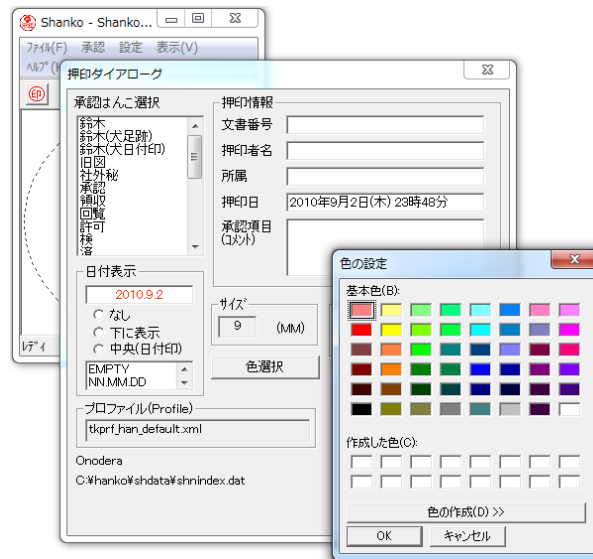 Shanko - Shanko...
ファイル(F) 承認 設定 表示(V)
印
押印ダイアローグ
承認はんこ選択
鈴木
鈴木(犬足跡)
鈴木(犬日付印)
旧図
社外秘
承認
領収
回覧
許可
検
済
押印情報
文書番号
押印者名
所属
押印日 2010年9月2日(木) 23時48分
承認項目
(コメント)
日付表示
2010.9.2
なし
下に表示
中央(日付印)
EMPTY
NN.MM.DD
サイズ
9 (MM)
色選択
プロファイル(Profile)
tkprf_han_default.xml
Onodera
C:¥hanko¥shdata¥shnindex.dat
レディ
色の設定
基本色(B):
作成した色(C):
色の作成(D) >>
OK キャンセル